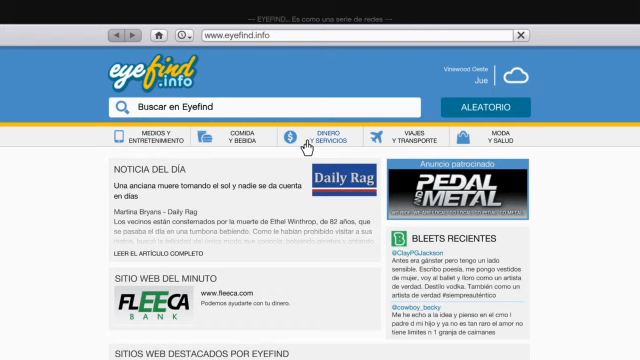 -- EYEFIND... Es como una serie de redes --
www.eyefind.info
eyefind
.info
Vinewood Oeste
Jue
Buscar en Eyefind
ALEATORIO
MEDIOS Y
ENTRETENIMIENTO
COMIDA
Y BEBIDA
DINERO
Y SERVICIOS
VIAJES
Y TRANSPORTE
MODA
Y SALUD
NOTICIA DEL DÍA
Una anciana muere tomando el sol y nadie se da cuenta
en días
Daily Rag
Martina Bryans - Daily Rag
Los vecinos están consternados por la muerte de Ethel Winthrop, de 82 años, que
se pasaba el día en una tumbona bebiendo. Como le habían prohibido visitar a sus
LEER EL ARTÍCULO COMPLETO
Anuncio patrocinado
PEDAL
AND METAL
BLEETS RECIENTES
@ClayPGJackson
Antes era gánster pero tengo un lado
sensible. Escribo poesía, me pongo vestidos
de mujer, voy al ballet y lloro como un artista
de verdad. Destilo vodka. También como un
artista de verdad #siempreauténtico
@cowboy_becky
Me he echo a la idea y pienso en el cmo l
padre d mi hijo y ya no es tan raro el amor no
tiene limites n 1 granja de caimanes
SITIO WEB DEL MINUTO
FLEECA
BANK
www.fleeca.com
Podemos ayudarte con tu dinero.
SITIOS WEB DESTACADOS POR EYEFIND